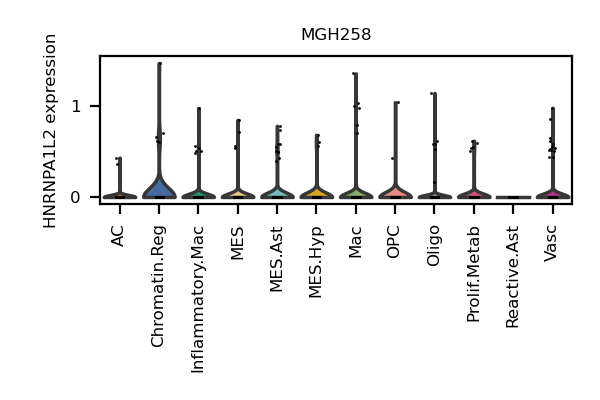 MGH258
HNRNPA1L2 expression
1
0
AC
Chromatin.Reg
Inflammatory.Mac
MES
MES.Ast
MES.Hyp
Mac
OPC
Oligo
Prolif.Metab
Reactive.Ast
Vasc